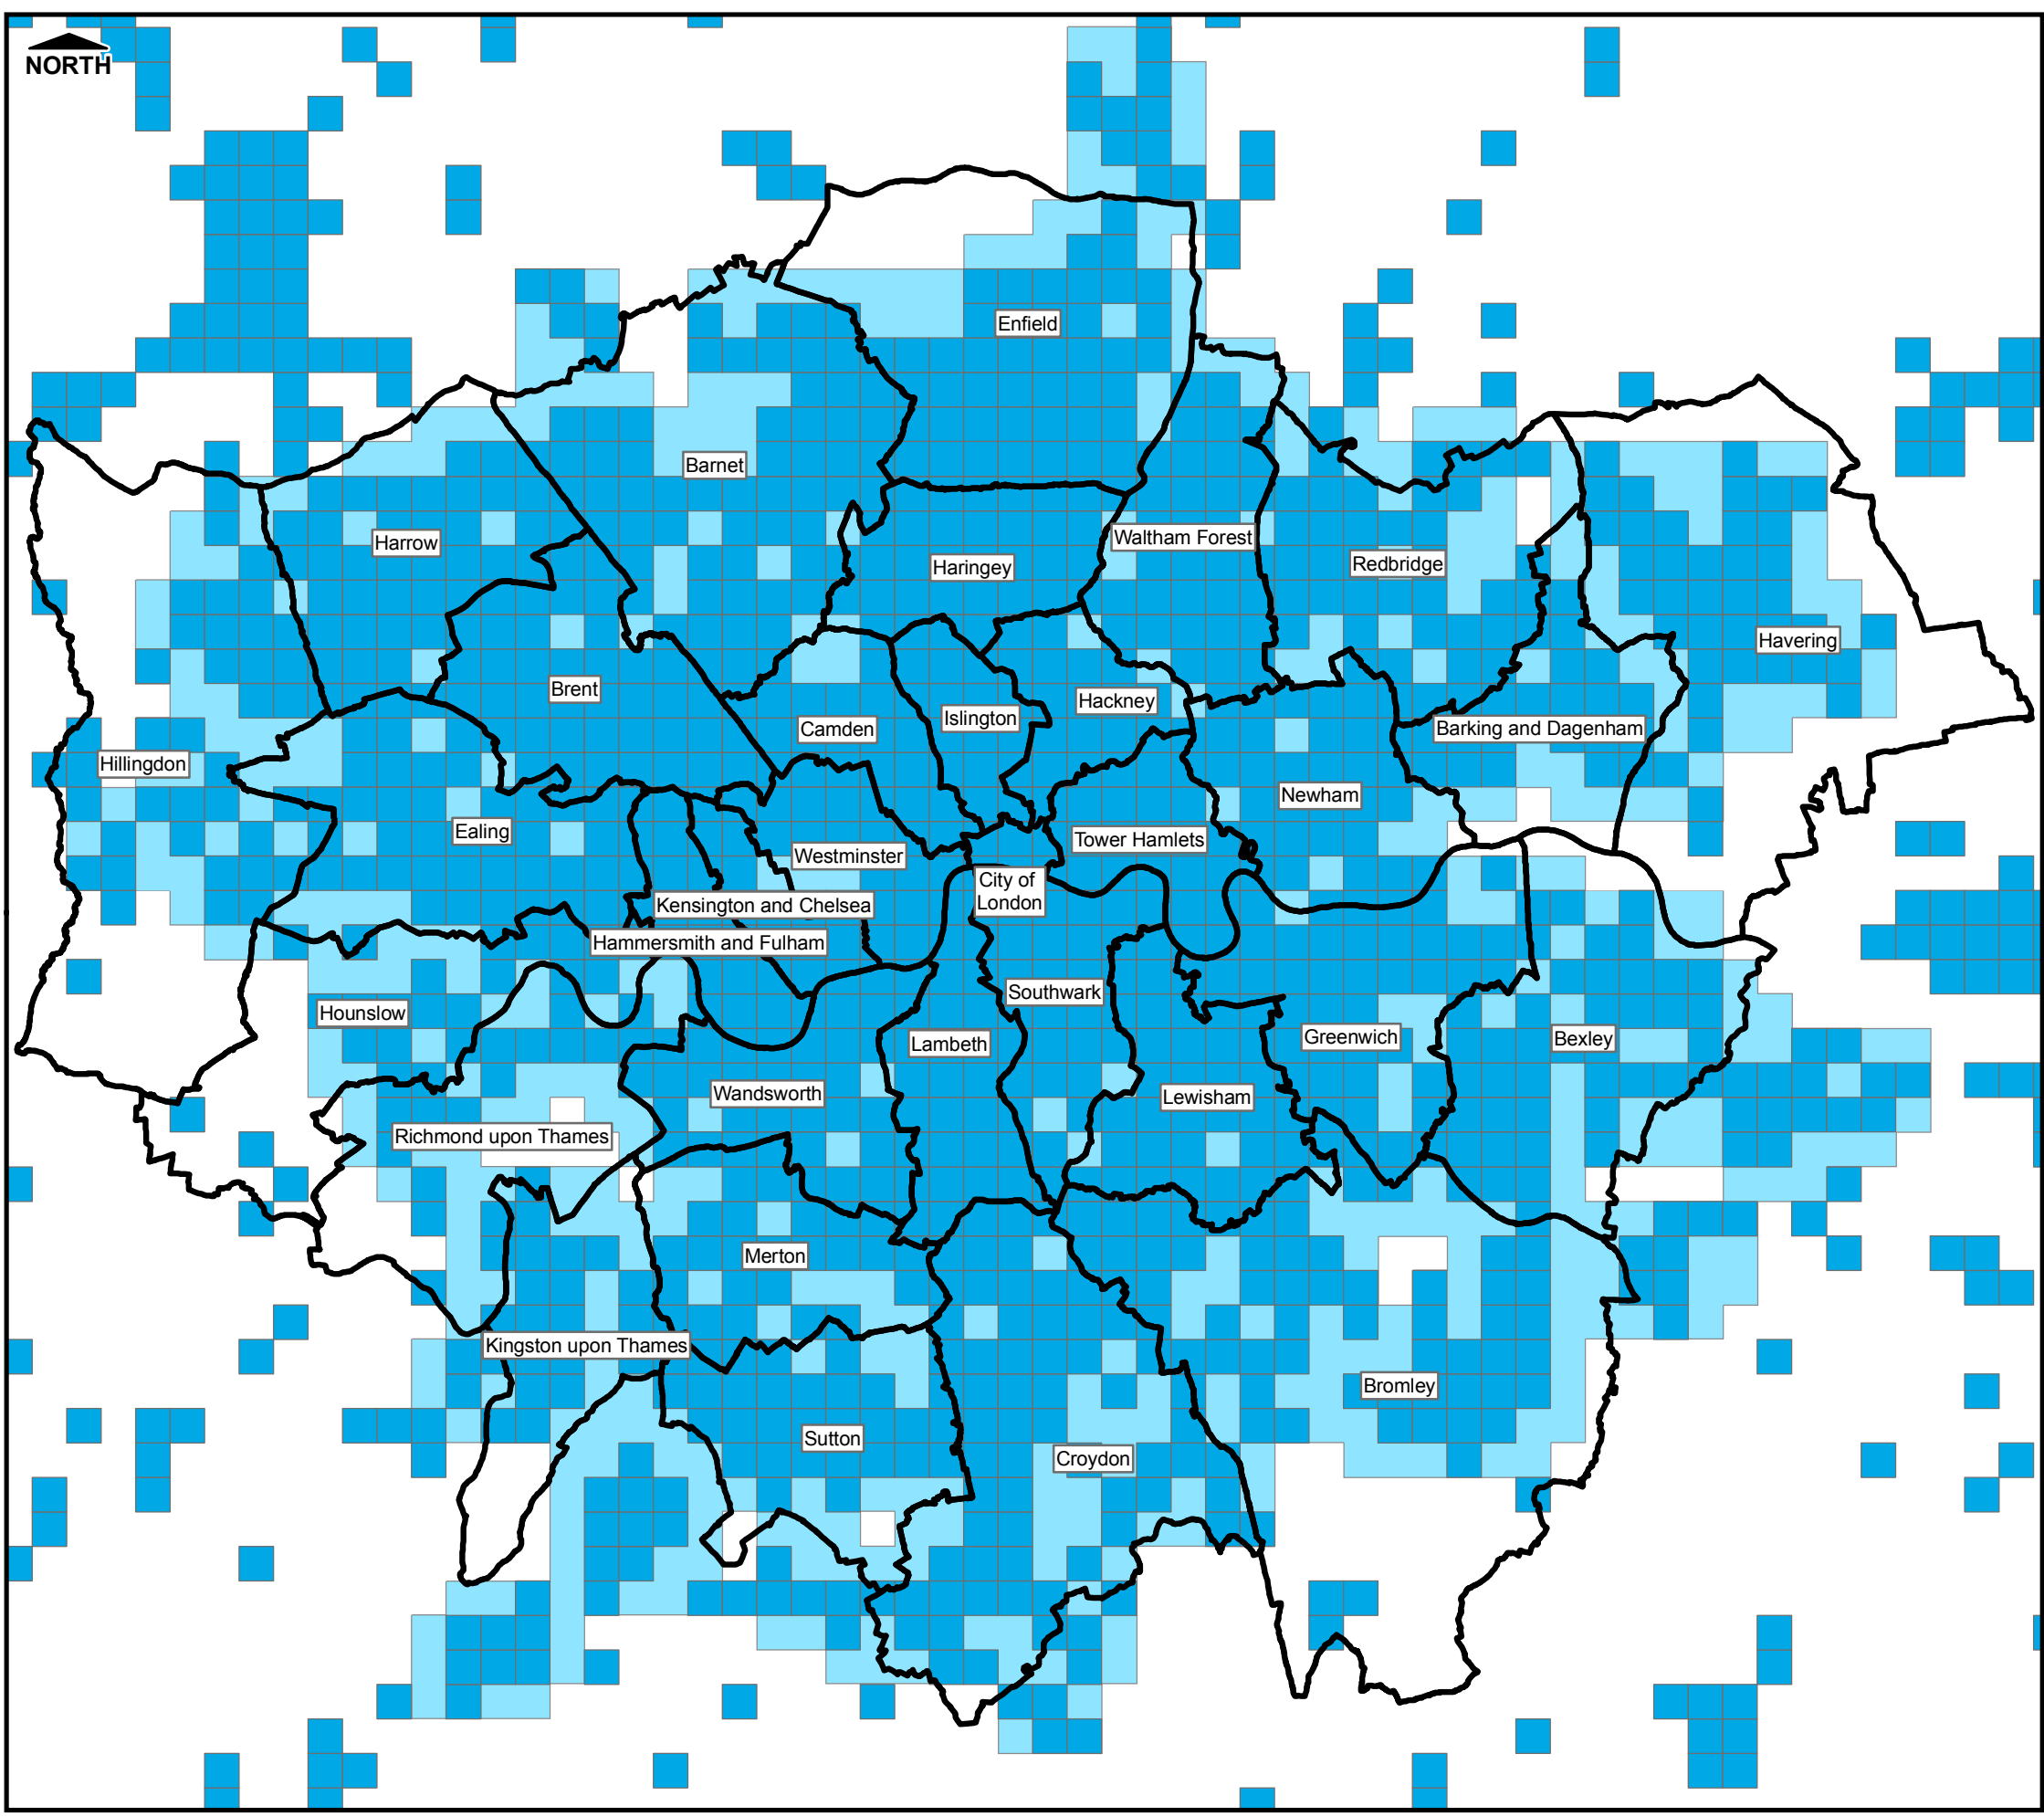 NORTH
Enfield
Barnet
Harrow
Waltham Forest
Redbridge
Haringey
Havering
Brent
Hackney
Islington
Camden
Barking and Dagenham
Hillingdon
Newham
Ealing
Tower Hamlets
Westminster
City of
London
Kensington and Chelsea
Hammersmith and Fulham
Southwark
Hounslow
Greenwich
Bexley
Lambeth
Wandsworth
Lewisham
Richmond upon Thames
Merton
Kingston upon Thames
Bromley
Sutton
Croydon